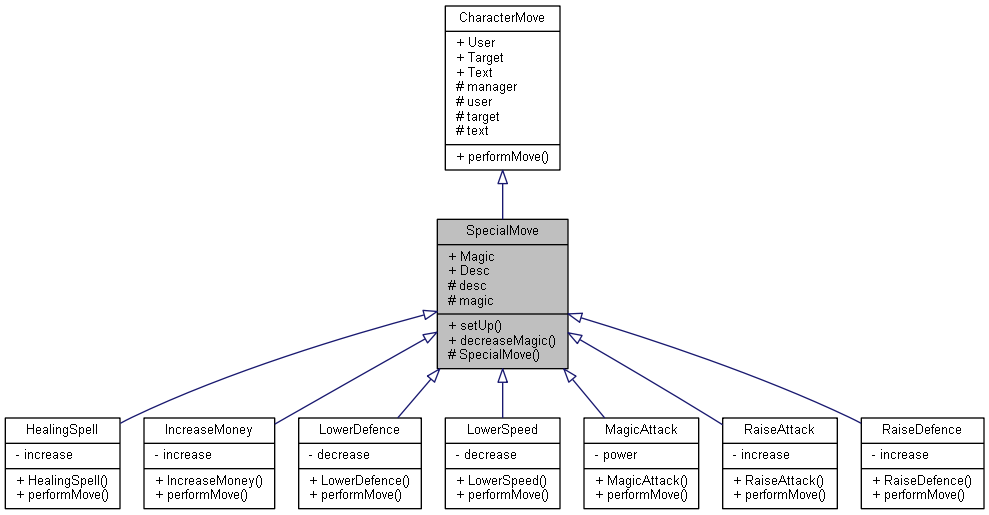 CharacterMove
+ User
+ Target
+ Text
# manager
# user
# target
# text
+ performMove()
SpecialMove
+ Magic
+ Desc
# desc
# magic
+ setUp()
+ decreaseMagic()
# SpecialMove()
HealingSpell
- increase
+ HealingSpell()
+ performMove()
IncreaseMoney
- increase
+ IncreaseMoney()
+ performMove()
LowerDefence
- decrease
+ LowerDefence()
+ performMove()
LowerSpeed
- decrease
+ LowerSpeed()
+ performMove()
MagicAttack
- power
+ MagicAttack()
+ performMove()
RaiseAttack
- increase
+ RaiseAttack()
+ performMove()
RaiseDefence
- increase
+ RaiseDefence()
+ performMove()